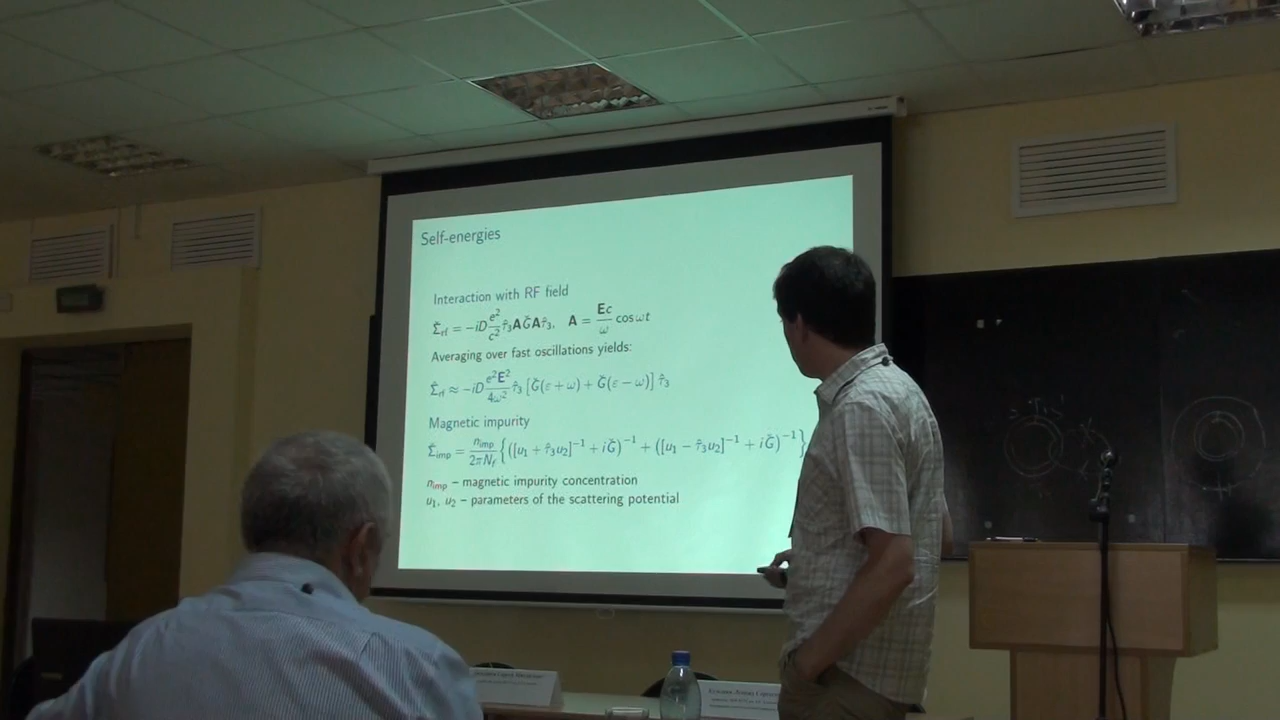 Self-energies
Interaction with RF field
Σ̌_rf = −iD e²/c² τ̂₃AǦAτ̂₃, A = Ec/ω cos ωt
Averaging over fast oscillations yields:
Σ̌_rf ≈ −iD e²E²/4ω² τ̂₃ [Ǧ(ε + ω) + Ǧ(ε − ω)] τ̂₃
Magnetic impurity
Σ̌_imp = n_imp/2πN_f {([u₁ + τ̂₃u₂]⁻¹ + iǦ)⁻¹ + ([u₁ − τ̂₃u₂]⁻¹ + iǦ)⁻¹}
n_imp – magnetic impurity concentration
u₁, u₂ – parameters of the scattering potential